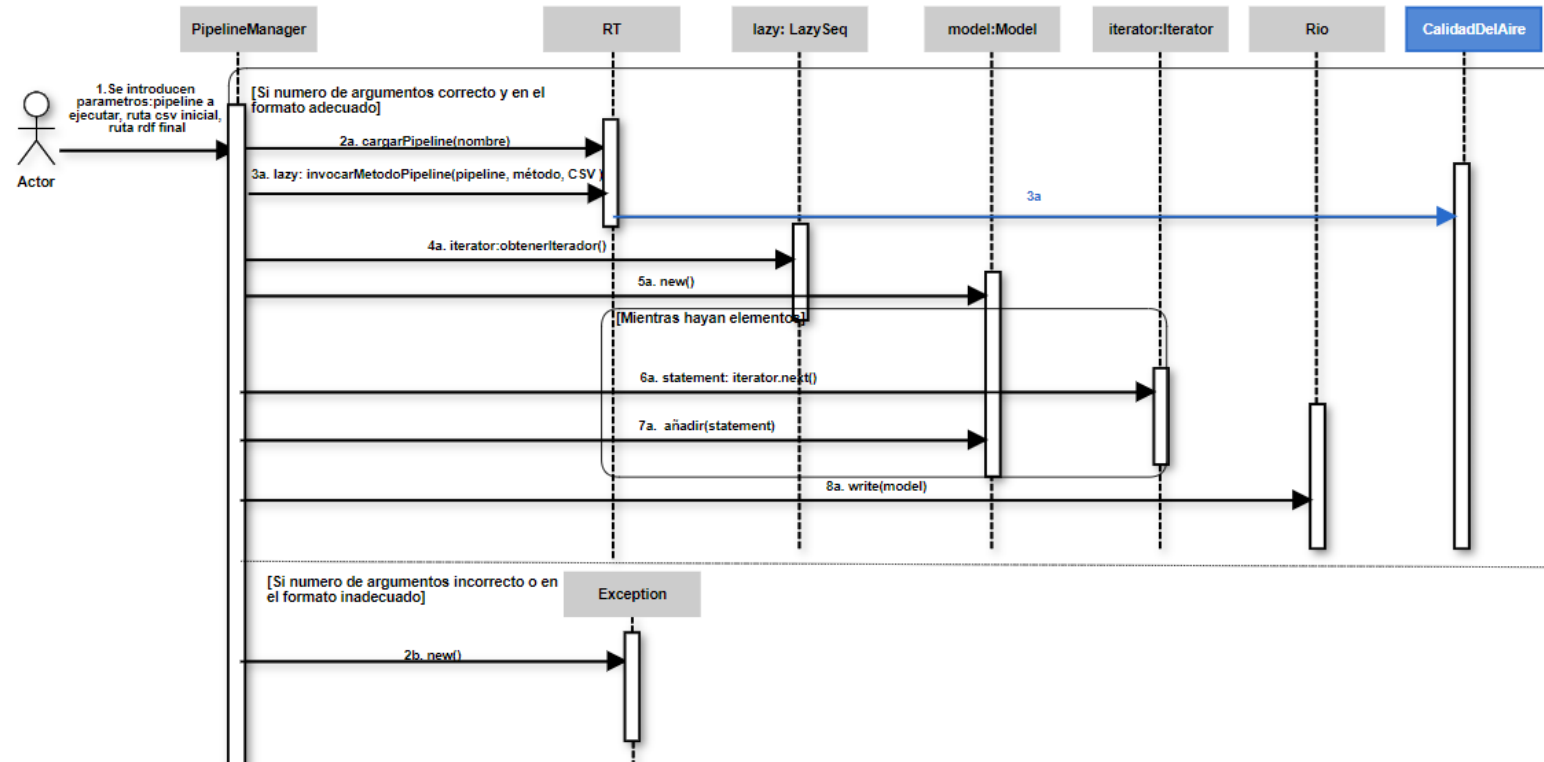 PipelineManager
RT
lazy: LazySeq
model:Model
iterator:Iterator
Rio
CalidadDelAire
1.Se introducen
parametros:pipeline a
ejecutar, ruta csv inicial,
ruta rdf final
Actor
[Si numero de argumentos correcto y en el
formato adecuado]
2a. cargarPipeline(nombre)
3a. lazy: invocarMetodoPipeline(pipeline, método, CSV )
3a
4a. iterator:obtenerIterador()
5a. new()
[Mientras hayan elementos]
6a. statement: iterator.next()
7a. añadir(statement)
8a. write(model)
[Si numero de argumentos incorrecto o en
el formato inadecuado]
Exception
2b. new()